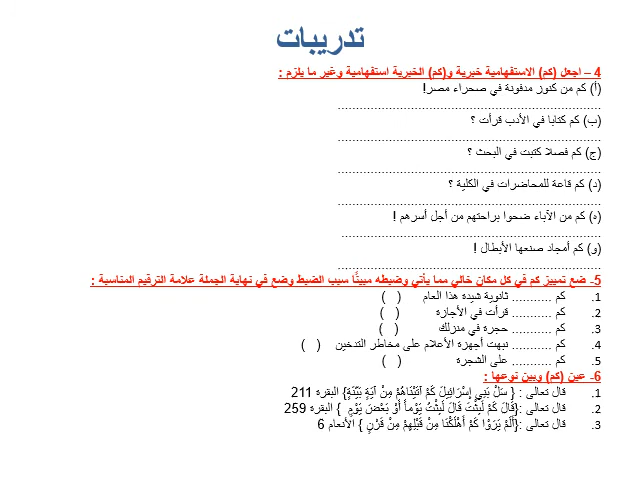 تدريبات
4 – اجعل (كم) الاستفهامية خبرية و(كم) الخبرية استفهامية وغير ما يلزم :
(أ) كم من كنوز مدفونة في صحراء مصر!
............................................................
(ب) كم كتابا في الأدب قرأت ؟
............................................................
(ج) كم فصلا كتبت في البحث ؟
............................................................
(د) كم قاعة للمحاضرات في الكلية ؟
............................................................
(ه) كم من الآباء ضحوا براحتهم من أجل أسرهم !
............................................................
(و) كم أمجاد صنعها الأبطال !
............................................................
5- ضع تمييز كم في كل مكان خالي مما يأتي وضبطه مبينًا سبب الضبط وضع في نهاية الجملة علامة الترقيم المناسبة :
1. كم ........... ثانوية شيدة هذا العام ( )
2. كم ........... قرأت في الأجازة ( )
3. كم ........... حجرة في منزلك ( )
4. كم ........... نبهت أجهزة الأعلام على مخاطر التدخين ( )
5. كم ........... على الشجرة ( )
6- عين (كم) وبين نوعها :
1. قال تعالى : { سَلْ بَنِي إِسْرَائِيلَ كَمْ آتَيْنَاهُمْ مِنْ آيَةٍ بَيِّنَةٍ} البقرة 211
2. قال تعالى :{قَالَ كَمْ لَبِثْتَ قَالَ لَبِثْتُ يَوْماً أَوْ بَعْضَ يَوْمٍ } البقرة 259
3. قال تعالى :{أَلَمْ يَرَوْا كَمْ أَهْلَكْنَا مِنْ قَبْلِهِمْ مِنْ قَرْنٍ } الأنعام 6